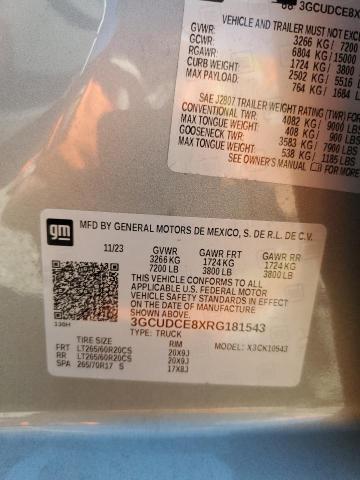 3GCUDCE8X
VEHICLE AND TRAILER MUST NOT EXC
GVWR: 3266 KG / 7200
GCWR: 6804 KG / 15000
RGAWR: 1724 KG / 3800
CURB WEIGHT: 2502 KG / 5516
MAX PAYLOAD: 764 KG / 1684 L
SAE J2807 TRAILER WEIGHT RATING (TWR) FOR
CONVENTIONAL TWR: 4082 KG / 9000 LBS
MAX TONGUE WEIGHT: 408 KG / 900 LBS
GOOSENECK TWR: 3583 KG / 7900 LBS
MAX TONGUE WEIGHT: 538 KG / 1185 LBS
SEE OWNER'S MANUAL FOR MORE
gm MFD BY GENERAL MOTORS DE MEXICO, S. DE R.L. DE C.V.
11/23 GVWR GAWR FRT GAWR RR
3266 KG 1724 KG 1724 KG
7200 LB 3800 LB 3800 LB
THIS VEHICLE CONFORMS TO ALL
APPLICABLE U.S. FEDERAL MOTOR
VEHICLE SAFETY STANDARDS IN EFFECT
ON THE DATE OF MANUFACTURE SHOWN ABOVE.
3GCUDCE8XRG181543
TYPE: TRUCK MODEL: X3CK10543
TIRE SIZE RIM
FRT LT265/60R20CS 20X9J
RR LT265/60R20CS 20X9J
SPA 265/70R17 S 17X8J